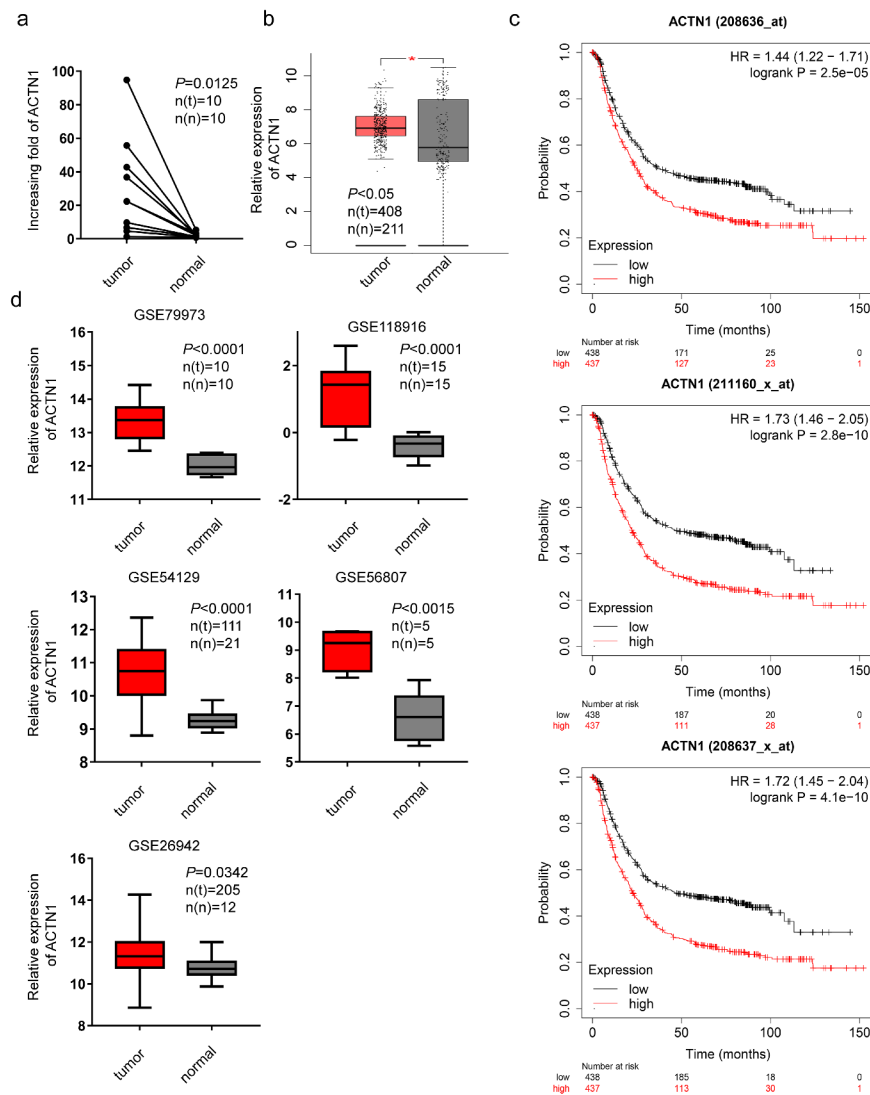 a
Increasing fold of ACTN1
100
80
60
40
20
0
P=0.0125
n(t)=10
n(n)=10
tumor
normal
b
Relative expression
of ACTN1
10
8
6
4
2
0
*
P<0.05
n(t)=408
n(n)=211
tumor
normal
c
ACTN1 (208636_at)
HR = 1.44 (1.22 − 1.71)
logrank P = 2.5e−05
Probability
1.0
0.8
0.6
0.4
0.2
0.0
Expression
low
high
0 50 100 150
Time (months)
Number at risk
low 438 171 25 0
high 437 127 23 1
ACTN1 (211160_x_at)
HR = 1.73 (1.46 − 2.05)
logrank P = 2.8e−10
Probability
1.0
0.8
0.6
0.4
0.2
0.0
Expression
low
high
0 50 100 150
Time (months)
Number at risk
low 438 187 20 0
high 437 111 28 1
ACTN1 (208637_x_at)
HR = 1.72 (1.45 − 2.04)
logrank P = 4.1e−10
Probability
1.0
0.8
0.6
0.4
0.2
0.0
Expression
low
high
0 50 100 150
Time (months)
Number at risk
low 438 185 18 0
high 437 113 30 1
d
GSE79973
Relative expression
of ACTN1
16
15
14
13
12
11
P<0.0001
n(t)=10
n(n)=10
tumor
normal
GSE118916
2
0
-2
P<0.0001
n(t)=15
n(n)=15
tumor
normal
GSE54129
Relative expression
of ACTN1
13
12
11
10
9
8
P<0.0001
n(t)=111
n(n)=21
tumor
normal
GSE56807
11
10
9
8
7
6
5
P<0.0015
n(t)=5
n(n)=5
tumor
normal
GSE26942
Relative expression
of ACTN1
16
14
12
11
10
8
P=0.0342
n(t)=205
n(n)=12
tumor
normal